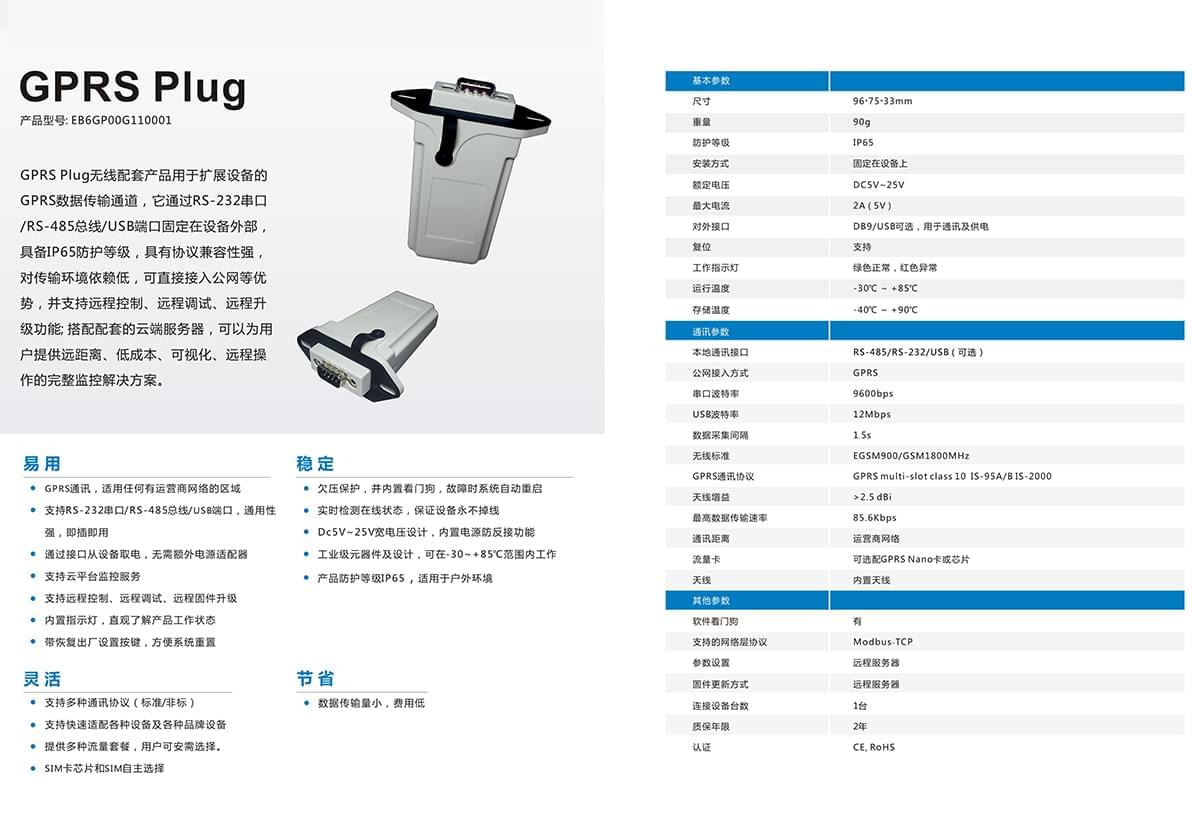 GPRS Plug
产品型号: EB6GP00G110001
GPRS Plug无线配套产品用于扩展设备的
GPRS数据传输通道，它通过RS-232串口
/RS-485总线/USB端口固定在设备外部，
具备IP65防护等级，具有协议兼容性强，
对传输环境依赖低，可直接接入公网等优
势，并支持远程控制、远程调试、远程升
级功能; 搭配配套的云端服务器，可以为用
户提供远距离、低成本、可视化、远程操
作的完整监控解决方案。
易用
GPRS通讯，适用任何有运营商网络的区域
支持RS-232串口/RS-485总线/USB端口，通用性
强，即插即用
通过接口从设备取电，无需额外电源适配器
支持云平台监控服务
支持远程控制、远程调试、远程固件升级
内置指示灯，直观了解产品工作状态
带恢复出厂设置按键，方便系统重置
稳定
欠压保护，并内置看门狗，故障时系统自动重启
实时检测在线状态，保证设备永不掉线
Dc5V~25V宽电压设计，内置电源防反接功能
工业级元器件及设计，可在-30~+85℃范围内工作
产品防护等级IP65，适用于户外环境
灵活
支持多种通讯协议（标准/非标）
支持快速适配各种设备及各种品牌设备
提供多种流量套餐，用户可安需选择。
SIM卡芯片和SIM自主选择
节省
数据传输量小，费用低
基本参数
尺寸 96*75*33mm
重量 90g
防护等级 IP65
安装方式 固定在设备上
额定电压 DC5V~25V
最大电流 2A（5V）
对外接口 DB9/USB可选，用于通讯及供电
复位 支持
工作指示灯 绿色正常，红色异常
运行温度 -30℃ ~ +85℃
存储温度 -40℃ ~ +90℃
通讯参数
本地通讯接口 RS-485/RS-232/USB（可选）
公网接入方式 GPRS
串口波特率 9600bps
USB波特率 12Mbps
数据采集间隔 1.5s
无线标准 EGSM900/GSM1800MHz
GPRS通讯协议 GPRS multi-slot class 10 IS-95A/B IS-2000
天线增益 >2.5 dBi
最高数据传输速率 85.6Kbps
通讯距离 运营商网络
流量卡 可选配GPRS Nano卡或芯片
天线 内置天线
其他参数
软件看门狗 有
支持的网络层协议 Modbus-TCP
参数设置 远程服务器
固件更新方式 远程服务器
连接设备台数 1台
质保年限 2年
认证 CE, RoHS